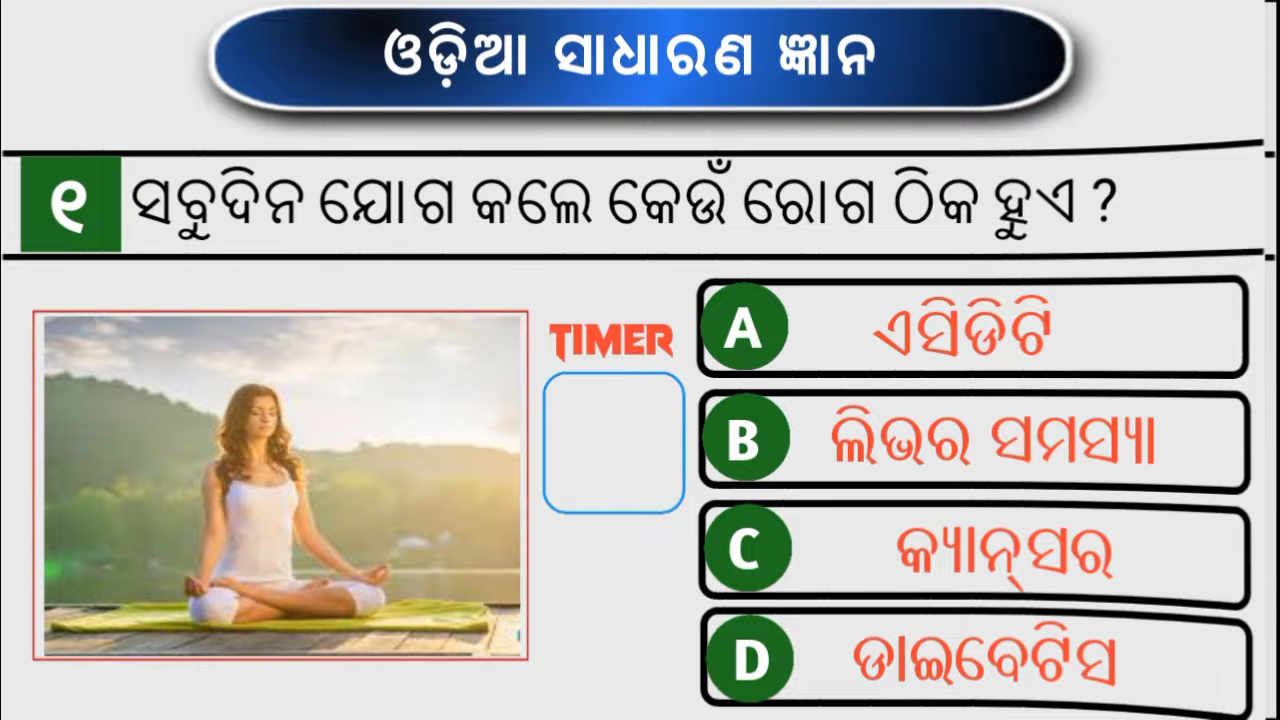 ଓଡ଼ିଆ ସାଧାରଣ ଜ୍ଞାନ
୧ ସବୁଦିନ ଯୋଗ କଲେ କେଉଁ ରୋଗ ଠିକ ହୁଏ ?
TIMER
A ଏସିଡିଟି
B ଲିଭର ସମସ୍ୟା
C କ୍ୟାନ୍ସର
D ଡାଇବେଟିସ